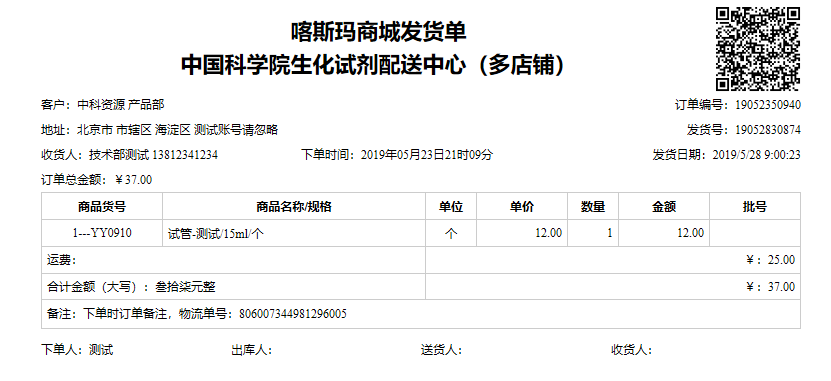 喀斯玛商城发货单
中国科学院生化试剂配送中心（多店铺）
客户：中科资源 产品部 订单编号：19052350940
地址：北京市 市辖区 海淀区 测试账号请忽略 发货号：19052830874
收货人：技术部测试 13812341234 下单时间：2019年05月23日21时09分 发货日期：2019/5/28 9:00:23
订单总金额：￥37.00
商品货号 商品名称/规格 单位 单价 数量 金额 批号
1---YY0910 试管-测试/15ml/个 个 12.00 1 12.00
运费： ￥：25.00
合计金额（大写）：叁拾柒元整 ￥：37.00
备注：下单时订单备注，物流单号：806007344981296005
下单人：测试 出库人： 送货人： 收货人：